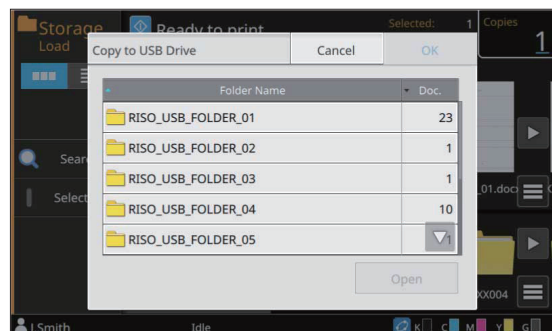 Storage
Load
Ready to print
Selected: 1
Copies
1
Copy to USB Drive
Cancel
OK
Folder Name
Doc.
RISO_USB_FOLDER_01 23
RISO_USB_FOLDER_02 1
RISO_USB_FOLDER_03 1
RISO_USB_FOLDER_04 10
RISO_USB_FOLDER_05 1
Sear
Select
_01.doc
XX004
Open
J.Smith
Idle
K C M Y G